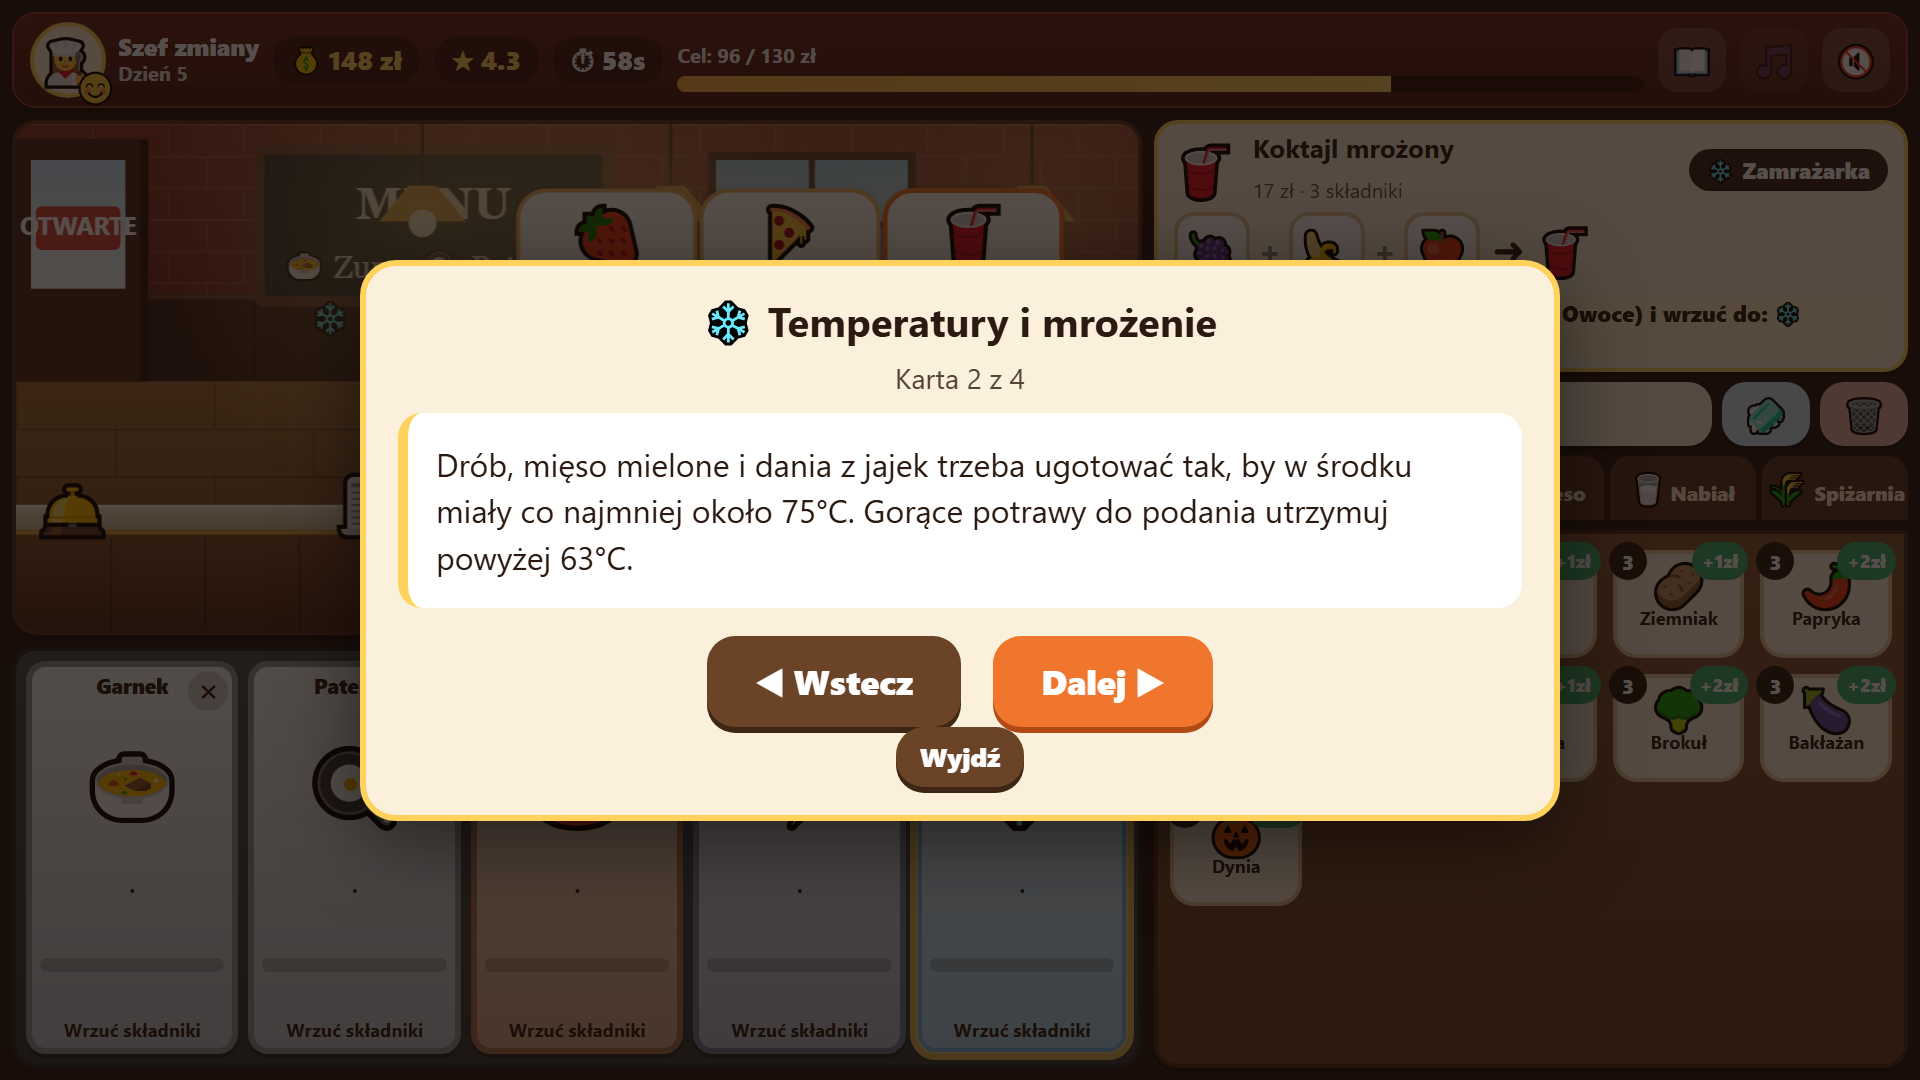 Szef zmiany
Dzień 5
148 zł
★ 4.3
58s
Cel: 96 / 130 zł
OTWARTE
Koktajl mrożony
17 zł · 3 składniki
Zamrażarka
Owoce) i wrzuć do:
Temperatury i mrożenie
Karta 2 z 4
Drób, mięso mielone i dania z jajek trzeba ugotować tak, by w środku
miały co najmniej około 75°C. Gorące potrawy do podania utrzymuj
powyżej 63°C.
◀ Wstecz
Dalej ▶
Wyjdź
Nabiał
Spiżarnia
+1zł
3
+1zł
Ziemniak
3
+2zł
Papryka
+1zł
3
+2zł
Brokuł
3
+2zł
Bakłażan
Dynia
Garnek
Wrzuć składniki
Wrzuć składniki
Wrzuć składniki
Wrzuć składniki
Wrzuć składniki